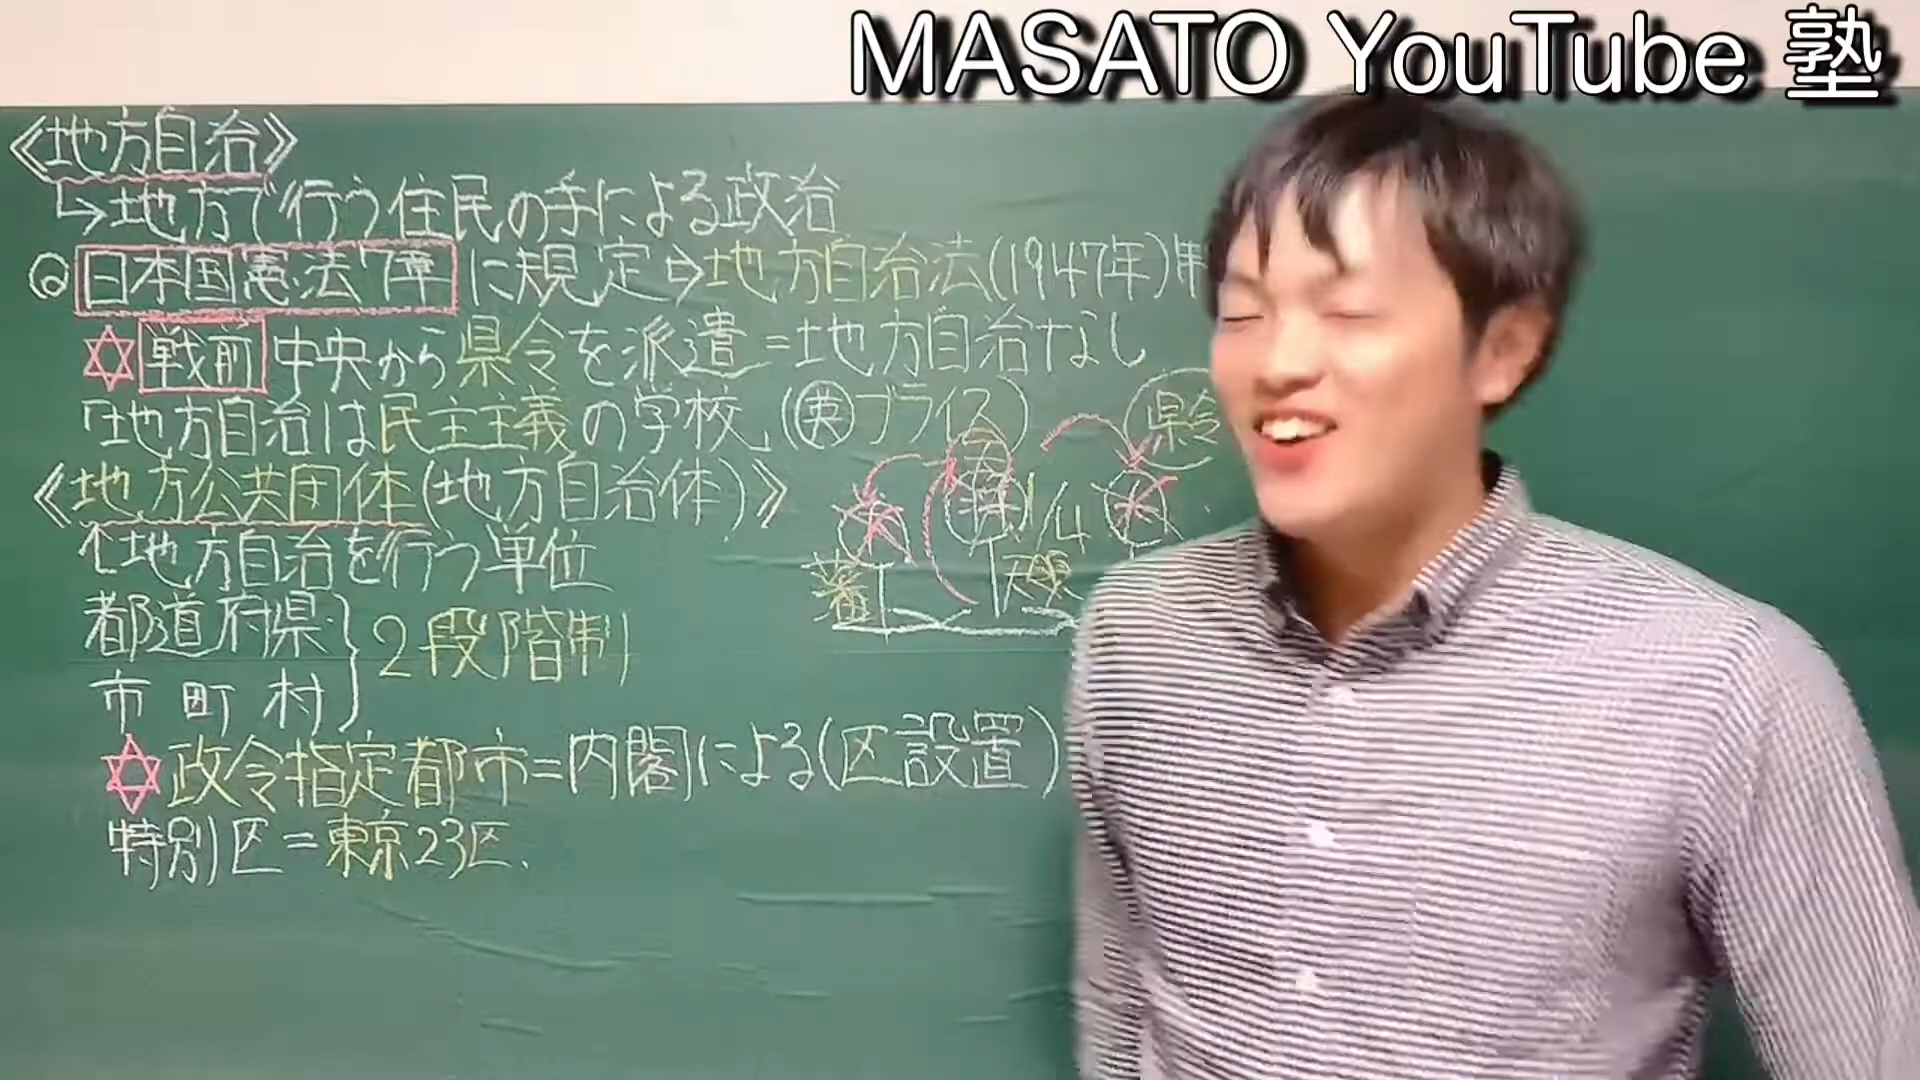 MASATO YouTube 塾
《地方自治》
↳地方で行う住民の手による政治
◎日本国憲法7章に規定⇨地方自治法(1947年)制
✡戦前 中央から県令を派遣=地方自治なし
「地方自治は民主主義の学校」(英ブライス)
県令
《地方公共団体(地方自治体)》
1/4
↑地方自治を行う単位
藩
都道府県
市町村
}2段階制
✡政令指定都市=内閣による(区設置)
特別区=東京23区.